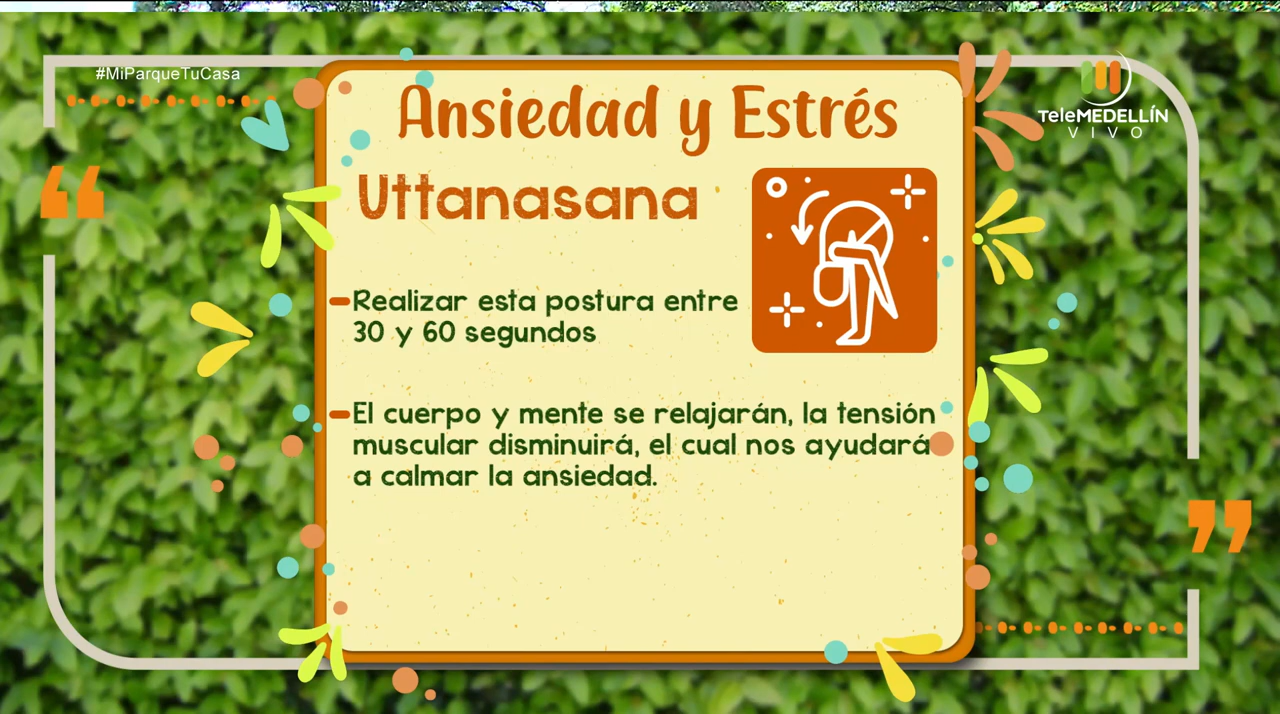 #MiParqueTuCasa
TeleMEDELLÍN
VIVO
Ansiedad y Estrés
Uttanasana
Realizar esta postura entre
30 y 60 segundos
El cuerpo y mente se relajarán, la tensión
muscular disminuirá, el cual nos ayudará
a calmar la ansiedad.